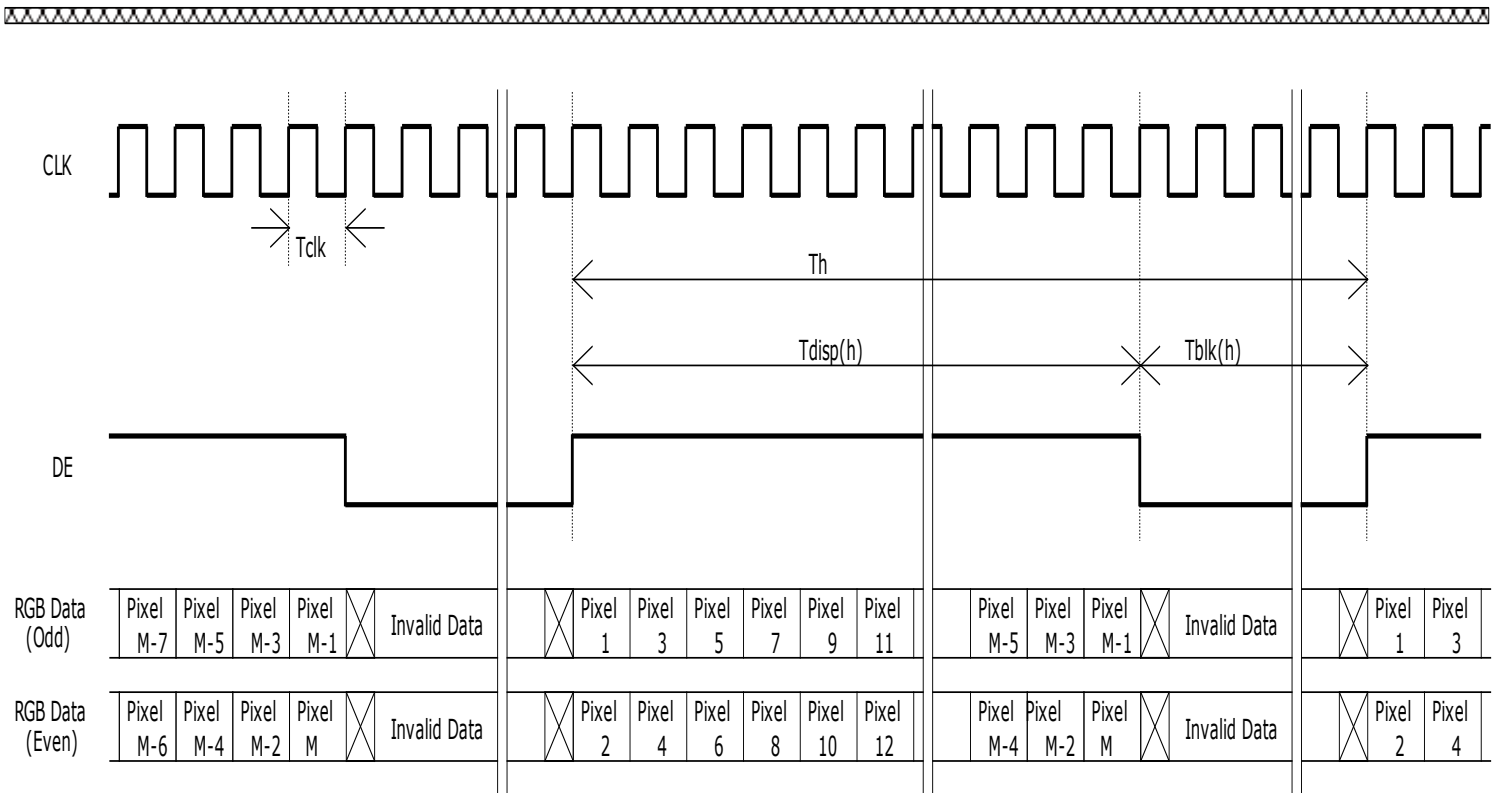 CLK
Tclk
Th
Tdisp(h)
Tblk(h)
DE
RGB Data
(Odd)
Pixel Pixel Pixel Pixel Invalid Data Pixel Pixel Pixel Pixel Pixel Pixel Pixel Pixel Pixel Invalid Data Pixel Pixel
M-7 M-5 M-3 M-1 1 3 5 7 9 11 M-5 M-3 M-1 1 3
RGB Data
(Even)
Pixel Pixel Pixel Pixel Invalid Data Pixel Pixel Pixel Pixel Pixel Pixel Pixel Pixel Pixel Invalid Data Pixel Pixel
M-6 M-4 M-2 M 2 4 6 8 10 12 M-4 M-2 M 2 4